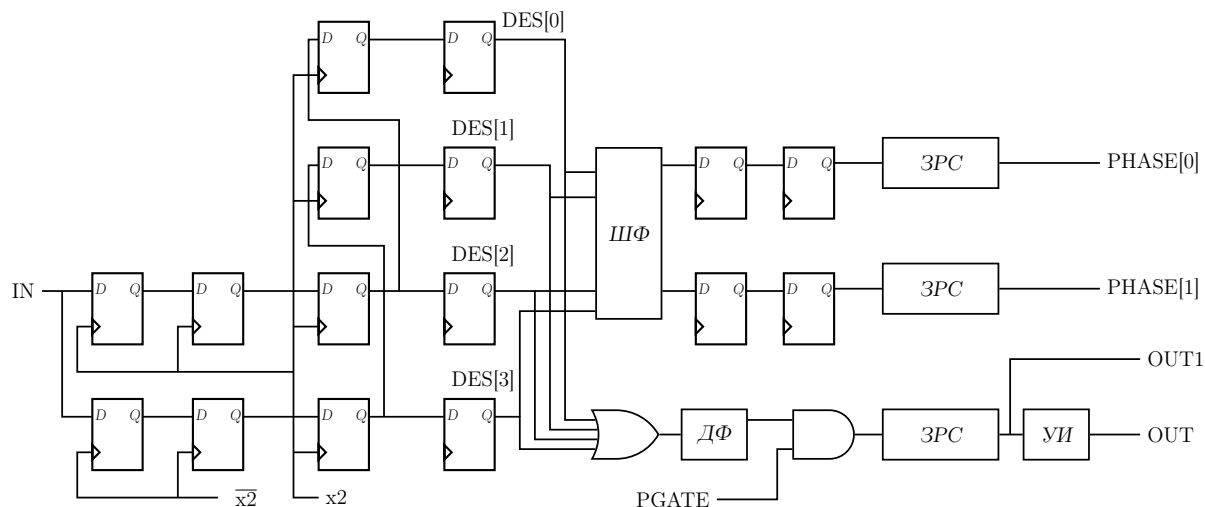 DES[0]
D Q
D Q
DES[1]
D Q
D Q
D Q
D Q
ЗРС
PHASE[0]
ШФ
DES[2]
IN
D Q
D Q
D Q
D Q
D Q
D Q
ЗРС
PHASE[1]
OUT1
DES[3]
D Q
D Q
D Q
D Q
ДФ
ЗРС
УИ
OUT
x2
x2
PGATE